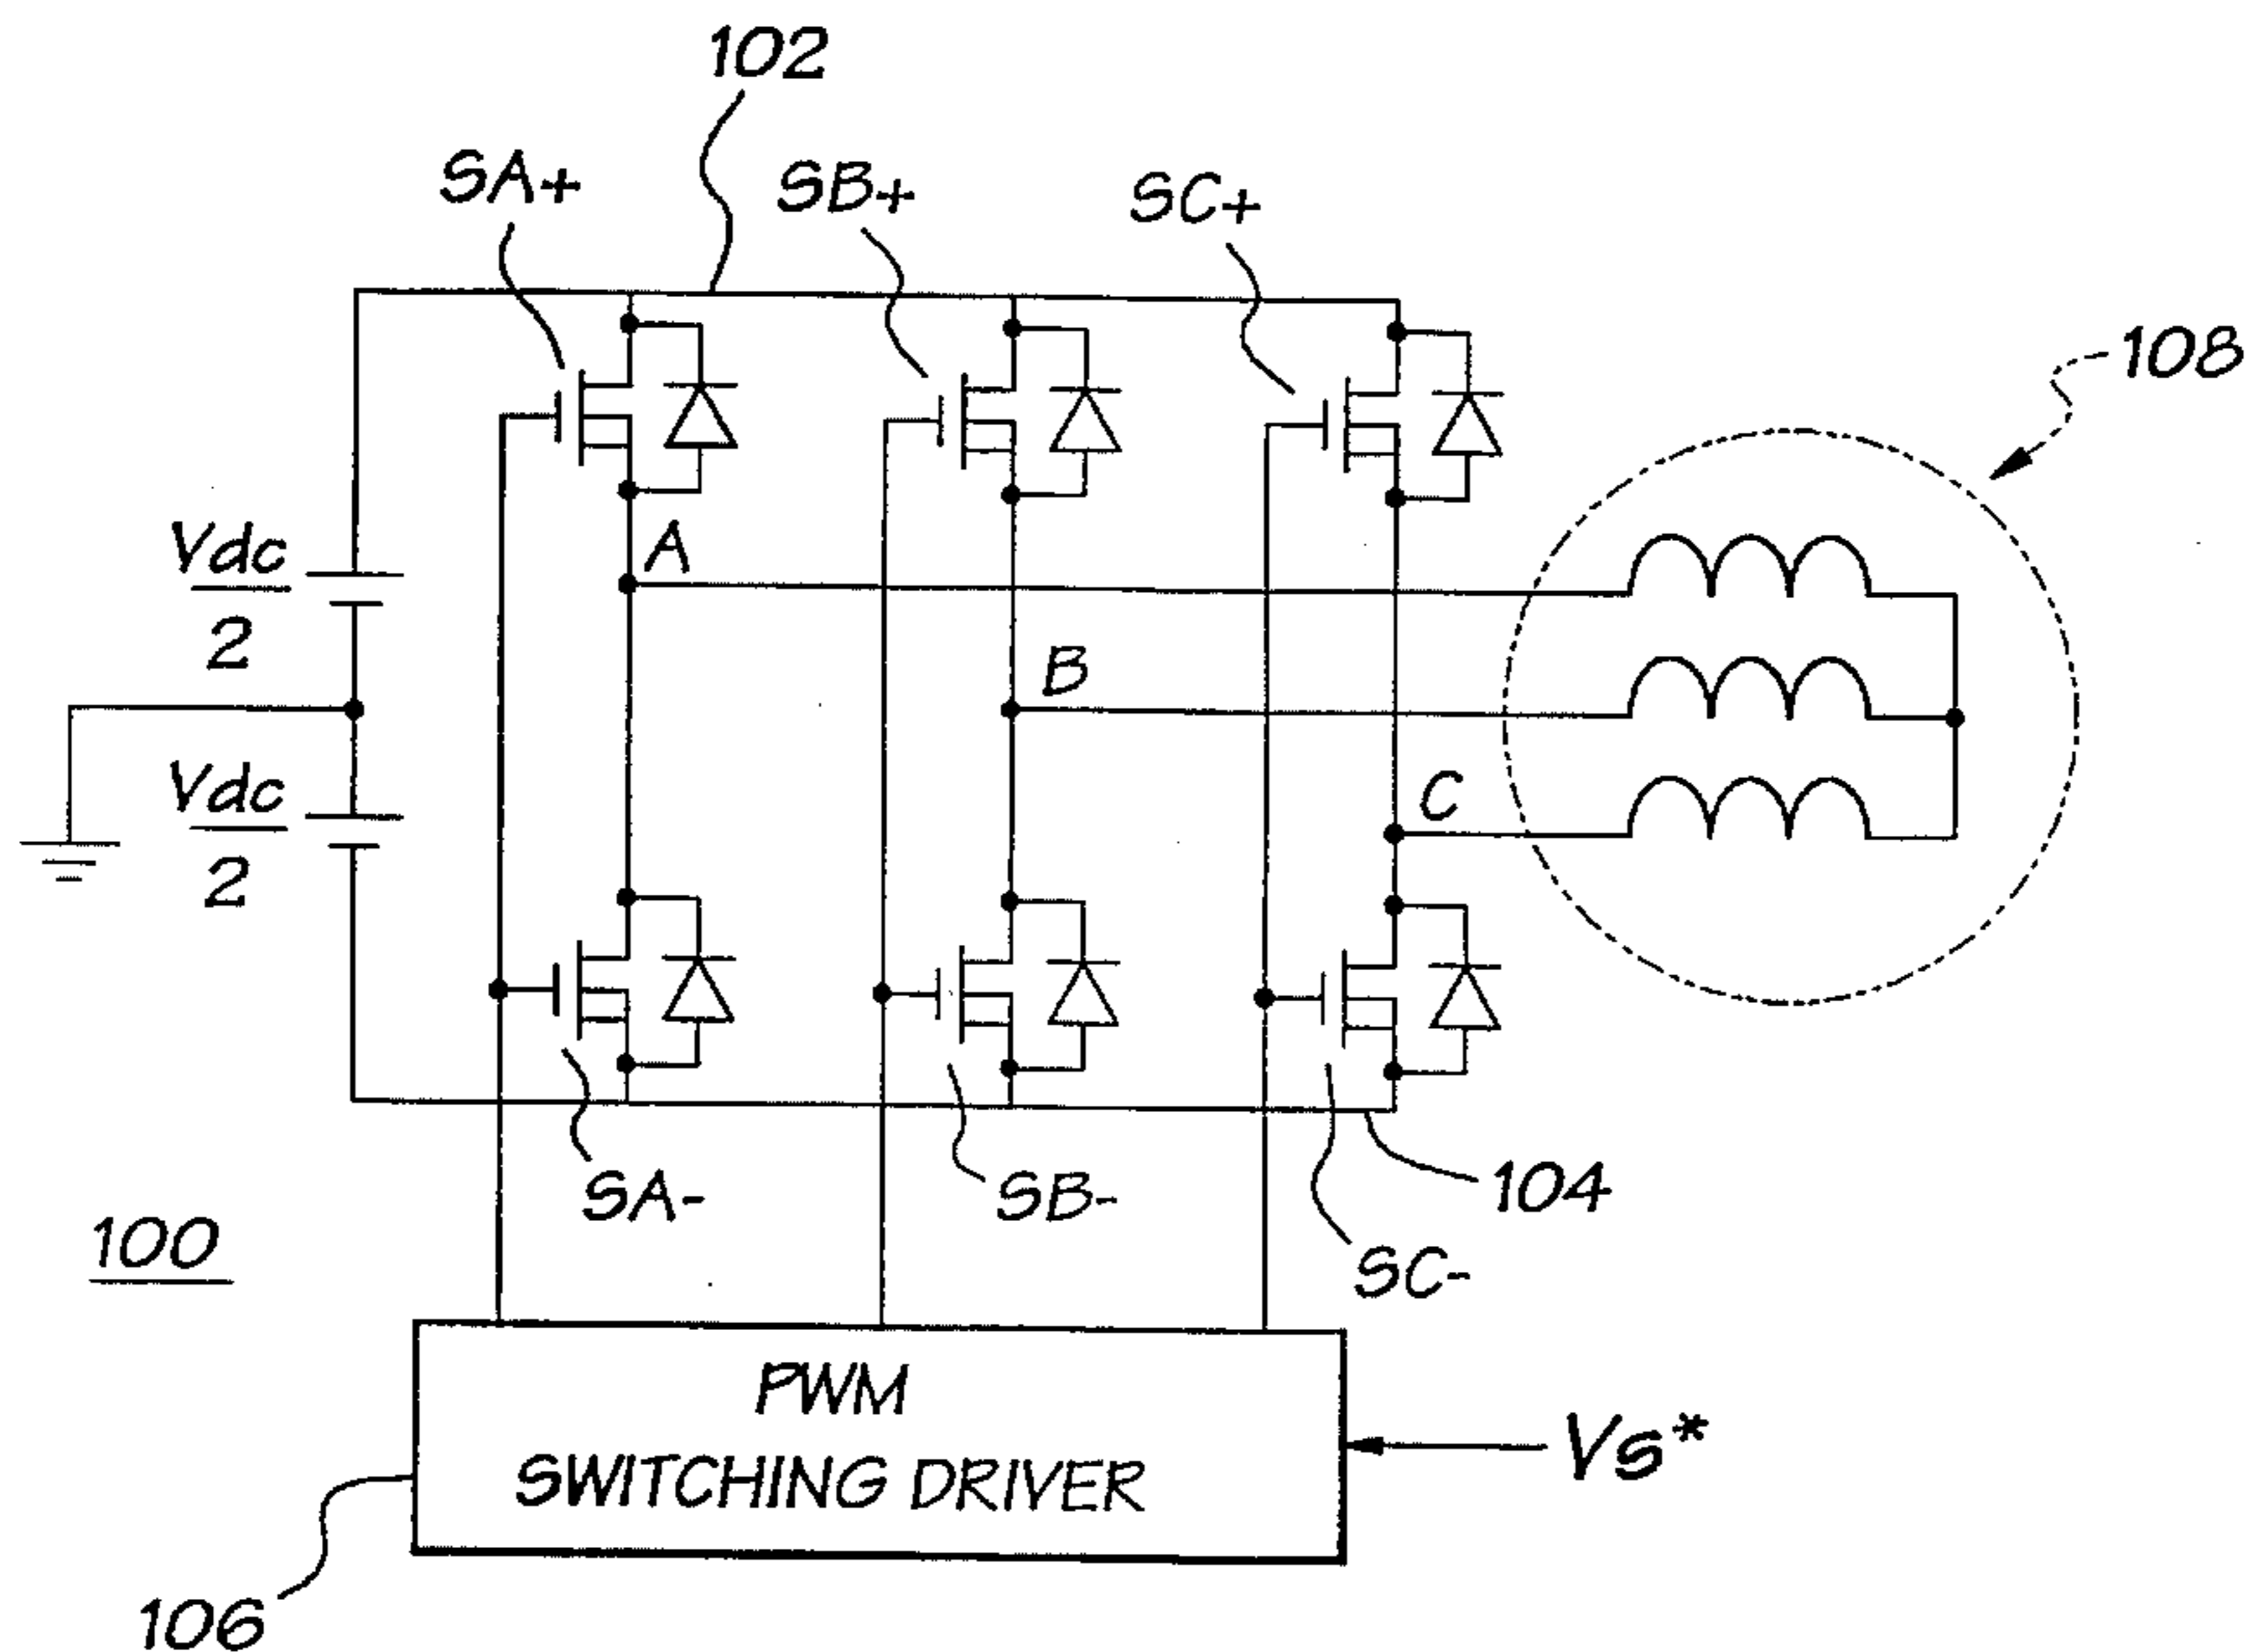 102
SA+
SB+
SC+
108
Vdc
2
A
B
Vdc
2
C
SA-
SB-
104
100
SC-
PWM
SWITCHING DRIVER
Vs*
106